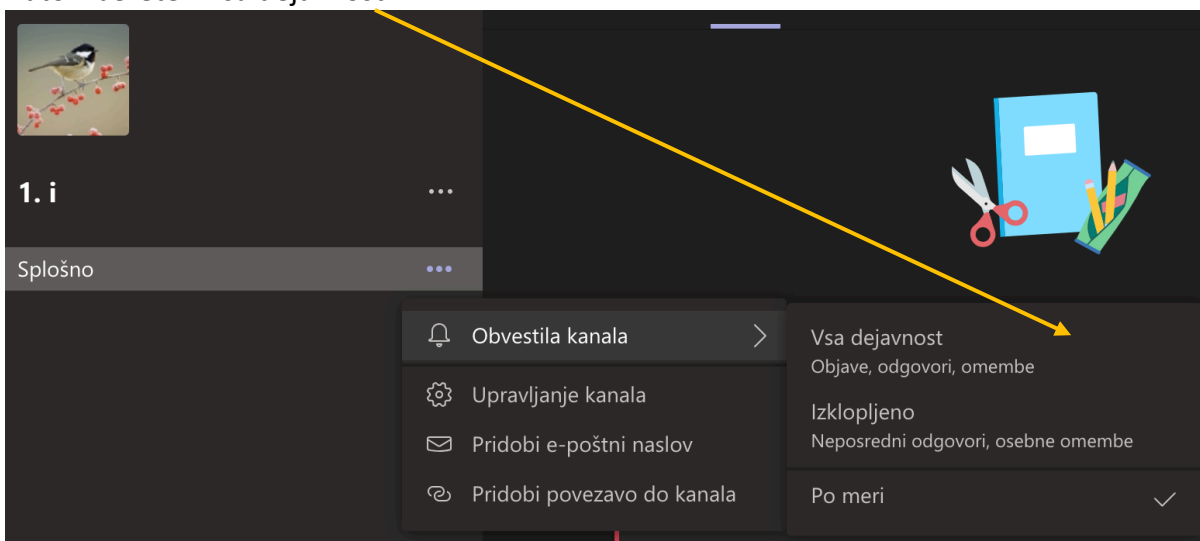 1. i
Splošno
Obvestila kanala
Upravljanje kanala
Pridobi e-poštni naslov
Pridobi povezavo do kanala
Vsa dejavnost
Objave, odgovori, omembe
Izklopljeno
Neposredni odgovori, osebne omembe
Po meri